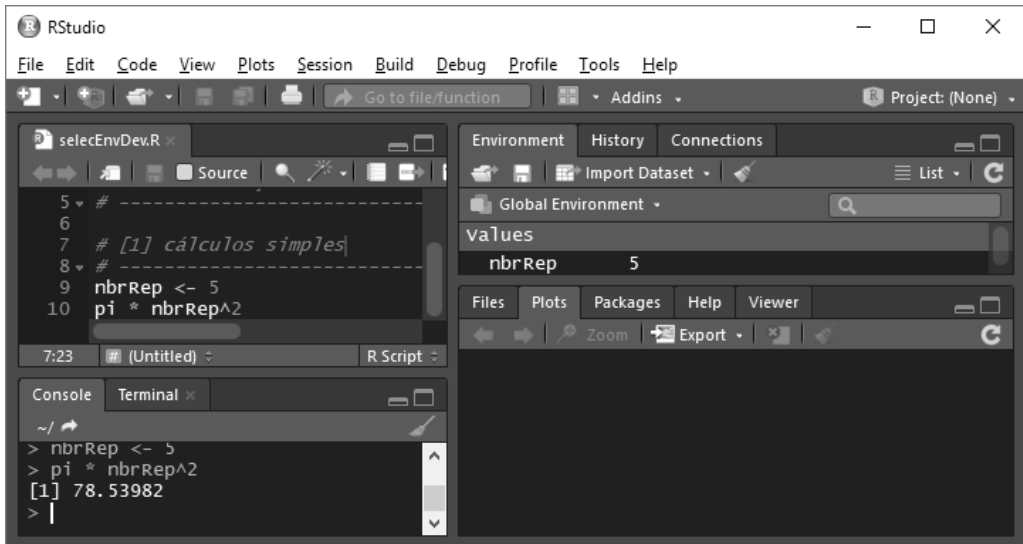 RStudio
File Edit Code View Plots Session Build Debug Profile Tools Help
Go to file/function Addins Project: (None)
selecEnvDev.R
Source
5 # ----------------------------
6
7 # [1] cálculos simples
8 # ----------------------------
9 nbrRep <- 5
10 pi * nbrRep^2
7:23 # (Untitled) R Script
Console Terminal
~/
> nbrRep <- 5
> pi * nbrRep^2
[1] 78.53982
>
Environment History Connections
Import Dataset List
Global Environment
Values
nbrRep 5
Files Plots Packages Help Viewer
Zoom Export